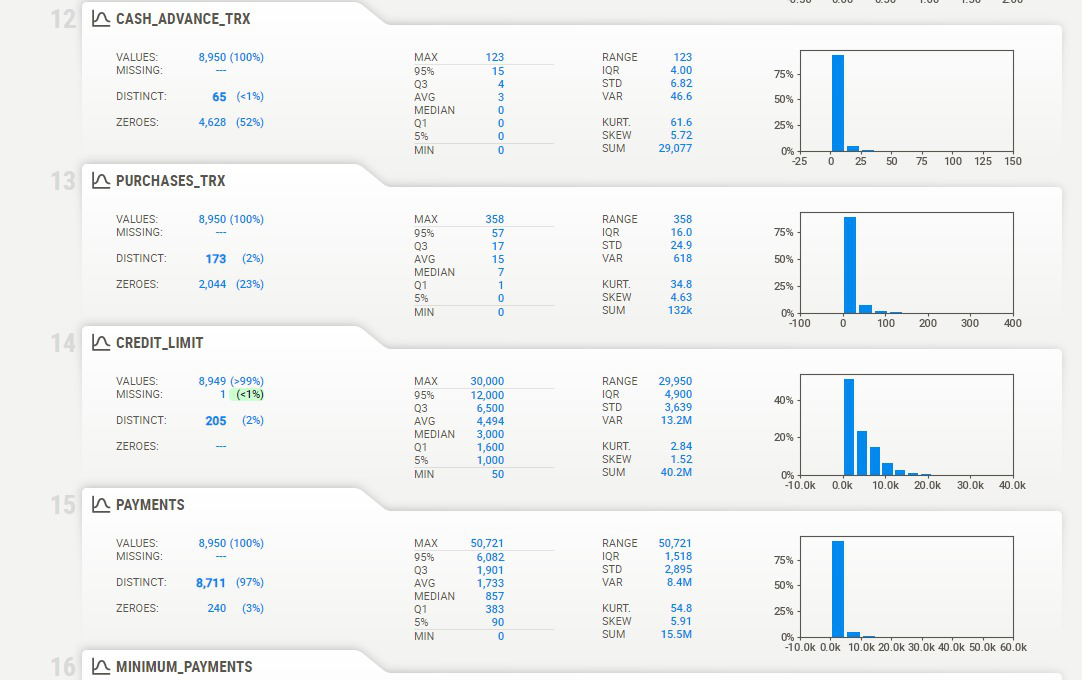 12 CASH_ADVANCE_TRX
VALUES: 8,950 (100%)
MISSING: ---
DISTINCT: 65 (<1%)
ZEROES: 4,628 (52%)
MAX 123
95% 15
Q3 4
AVG 3
MEDIAN 0
Q1 0
5% 0
MIN 0
RANGE 123
IQR 4.00
STD 6.82
VAR 46.6
KURT. 61.6
SKEW 5.72
SUM 29,077
75%
50%
25%
0%
-25 0 25 50 75 100 125 150
13 PURCHASES_TRX
VALUES: 8,950 (100%)
MISSING: ---
DISTINCT: 173 (2%)
ZEROES: 2,044 (23%)
MAX 358
95% 57
Q3 17
AVG 15
MEDIAN 7
Q1 1
5% 0
MIN 0
RANGE 358
IQR 16.0
STD 24.9
VAR 618
KURT. 34.8
SKEW 4.63
SUM 132k
75%
50%
25%
0%
-100 0 100 200 300 400
14 CREDIT_LIMIT
VALUES: 8,949 (>99%)
MISSING: 1 (<1%)
DISTINCT: 205 (2%)
ZEROES: ---
MAX 30,000
95% 12,000
Q3 6,500
AVG 4,494
MEDIAN 3,000
Q1 1,600
5% 1,000
MIN 50
RANGE 29,950
IQR 4,900
STD 3,639
VAR 13.2M
KURT. 2.84
SKEW 1.52
SUM 40.2M
40%
20%
0%
-10.0k 0.0k 10.0k 20.0k 30.0k 40.0k
15 PAYMENTS
VALUES: 8,950 (100%)
MISSING: ---
DISTINCT: 8,711 (97%)
ZEROES: 240 (3%)
MAX 50,721
95% 6,082
Q3 1,901
AVG 1,733
MEDIAN 857
Q1 383
5% 90
MIN 0
RANGE 50,721
IQR 1,518
STD 2,895
VAR 8.4M
KURT. 54.8
SKEW 5.91
SUM 15.5M
75%
50%
25%
0%
-10.0k 0.0k 10.0k 20.0k 30.0k 40.0k 50.0k 60.0k
16 MINIMUM_PAYMENTS